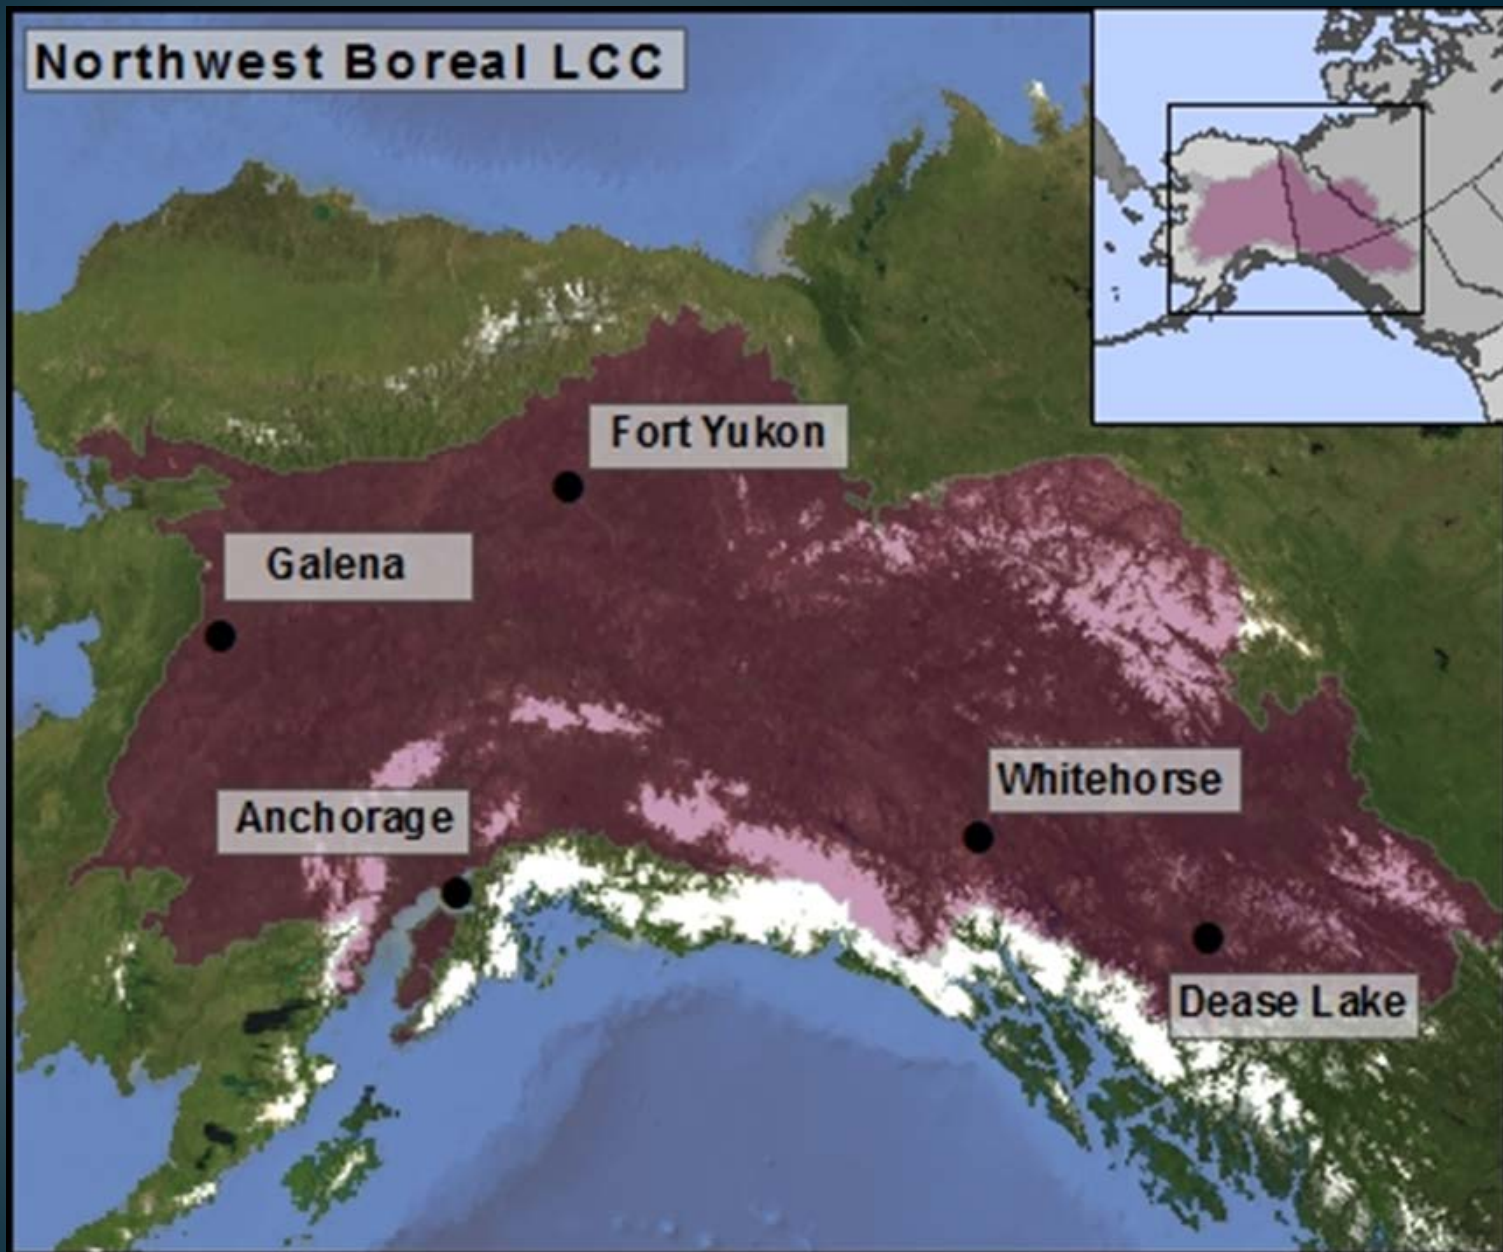 Northwest Boreal LCC
Fort Yukon
Galena
Whitehorse
Anchorage
Dease Lake